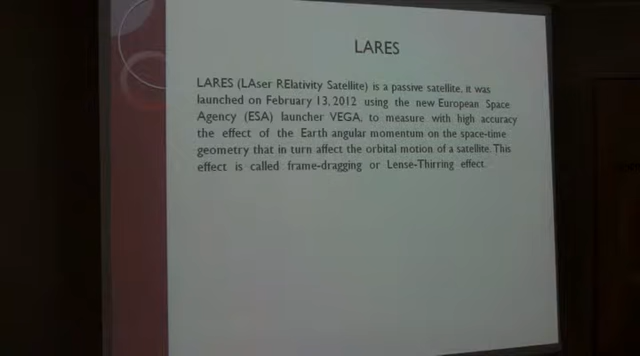 LARES
LARES (LAser RElativity Satellite) is a passive satellite, it was
launched on February 13, 2012 using the new European Space
Agency (ESA) launcher VEGA, to measure with high accuracy
the effect of the Earth angular momentum on the space-time
geometry that in turn affect the orbital motion of a satellite. This
effect is called frame-dragging or Lense-Thirring effect.